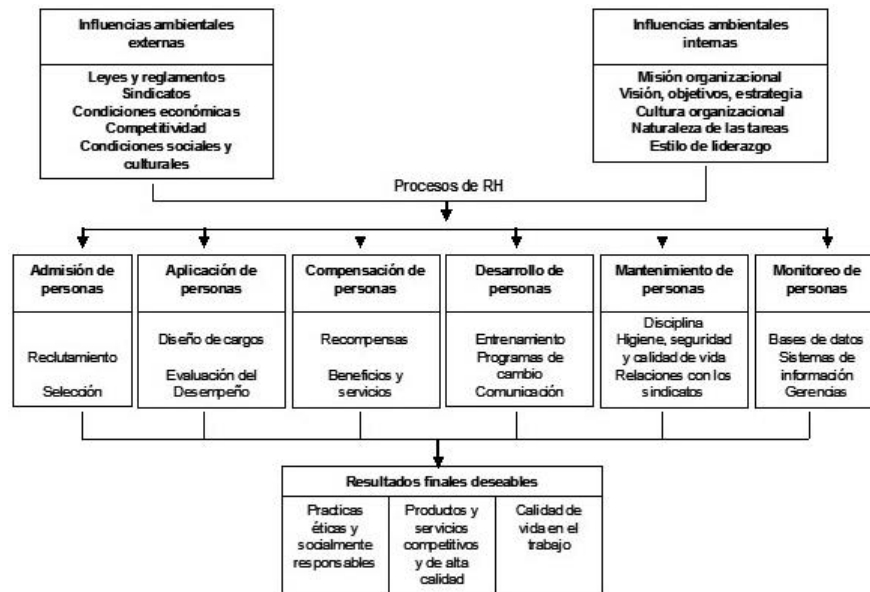 Influencias ambientales
externas
Leyes y reglamentos
Sindicatos
Condiciones económicas
Competitividad
Condiciones sociales y
culturales
Influencias ambientales
internas
Misión organizacional
Visión, objetivos, estrategia
Cultura organizacional
Naturaleza de las tareas
Estilo de liderazgo
Procesos de RH
Admisión de
personas
Reclutamiento
Selección
Aplicación de
personas
Diseño de cargos
Evaluación del
Desempeño
Compensación de
personas
Recompensas
Beneficios y
servicios
Desarrollo de
personas
Entrenamiento
Programas de
cambio
Comunicación
Mantenimiento de
personas
Disciplina
Higiene, seguridad
y calidad de vida
Relaciones con los
sindicatos
Monitoreo de
personas
Bases de datos
Sistemas de
información
Gerencias
Resultados finales deseables
Practicas
éticas y
socialmente
responsables
Productos y
servicios
competitivos
y de alta
calidad
Calidad de
vida en el
trabajo